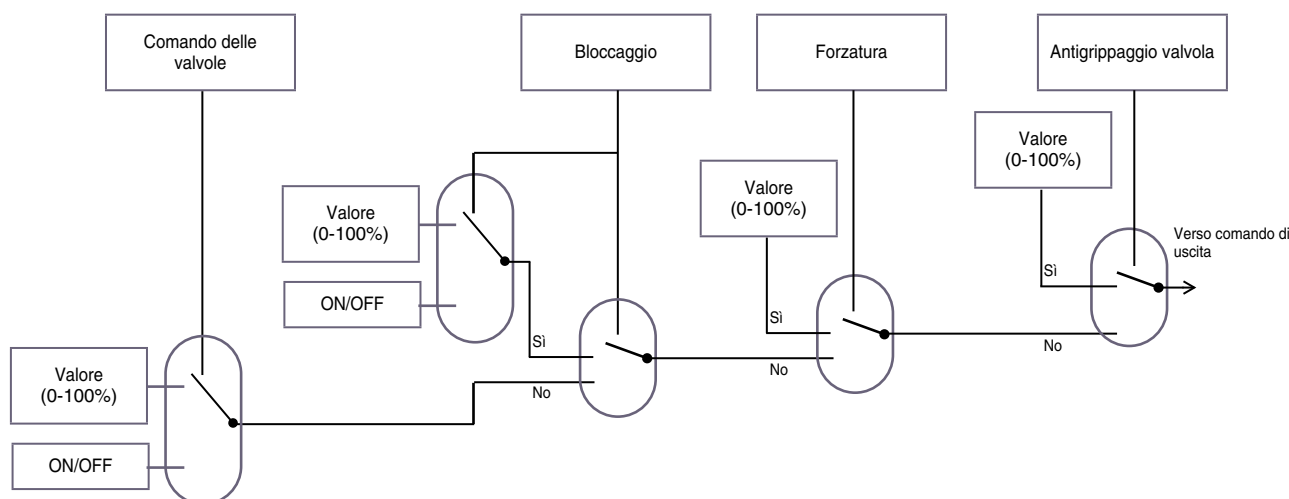 Comando delle
valvole
Bloccaggio
Forzatura
Antigrippaggio valvola
Valore
(0-100%)
Valore
(0-100%)
Valore
(0-100%)
Verso comando di
uscita
Sì
ON/OFF
Sì
Sì
No
No
No
Valore
(0-100%)
ON/OFF